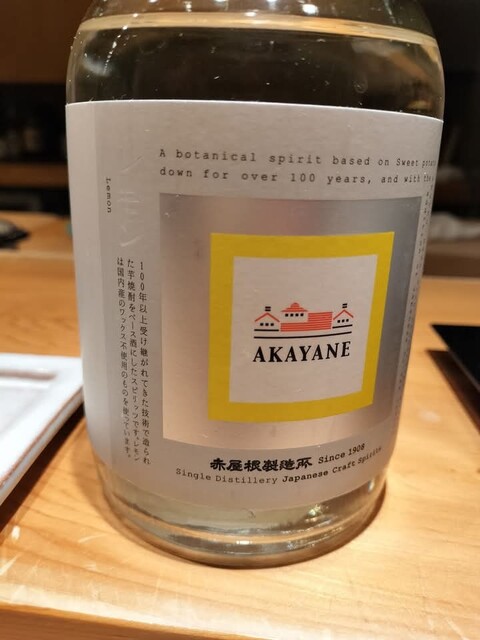 A botanical spirit based on Sweet
down for over 100 years, and with the
レモン
Lemon
100年以上受け継がれてきた技術で造られ
た芋焼酎をベース酒にしたスピリッツです。レモン
は国内産のワックス不使用のものを使っています。
AKAYANE
赤屋根製造所 Since 1908
Single Distillery Japanese Craft Spirits